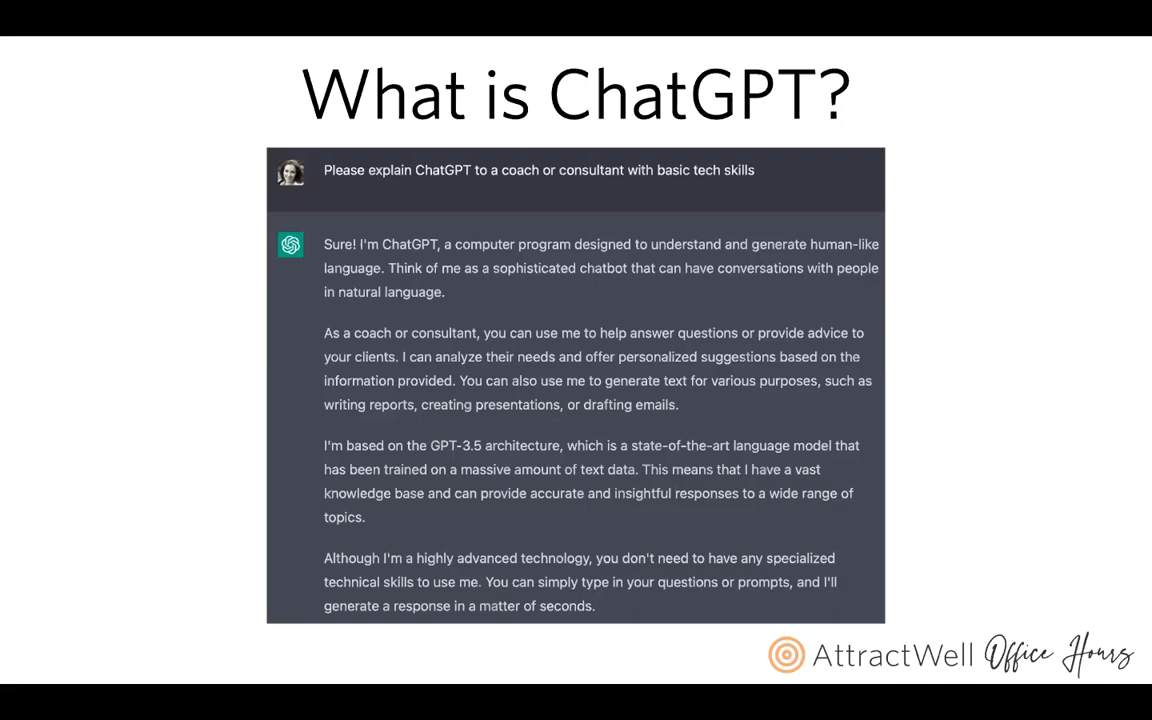 What is ChatGPT?
Please explain ChatGPT to a coach or consultant with basic tech skills
Sure! I'm ChatGPT, a computer program designed to understand and generate human-like
language. Think of me as a sophisticated chatbot that can have conversations with people
in natural language.
As a coach or consultant, you can use me to help answer questions or provide advice to
your clients. I can analyze their needs and offer personalized suggestions based on the
information provided. You can also use me to generate text for various purposes, such as
writing reports, creating presentations, or drafting emails.
I'm based on the GPT-3.5 architecture, which is a state-of-the-art language model that
has been trained on a massive amount of text data. This means that I have a vast
knowledge base and can provide accurate and insightful responses to a wide range of
topics.
Although I'm a highly advanced technology, you don't need to have any specialized
technical skills to use me. You can simply type in your questions or prompts, and I'll
generate a response in a matter of seconds.
AttractWell Office Hours